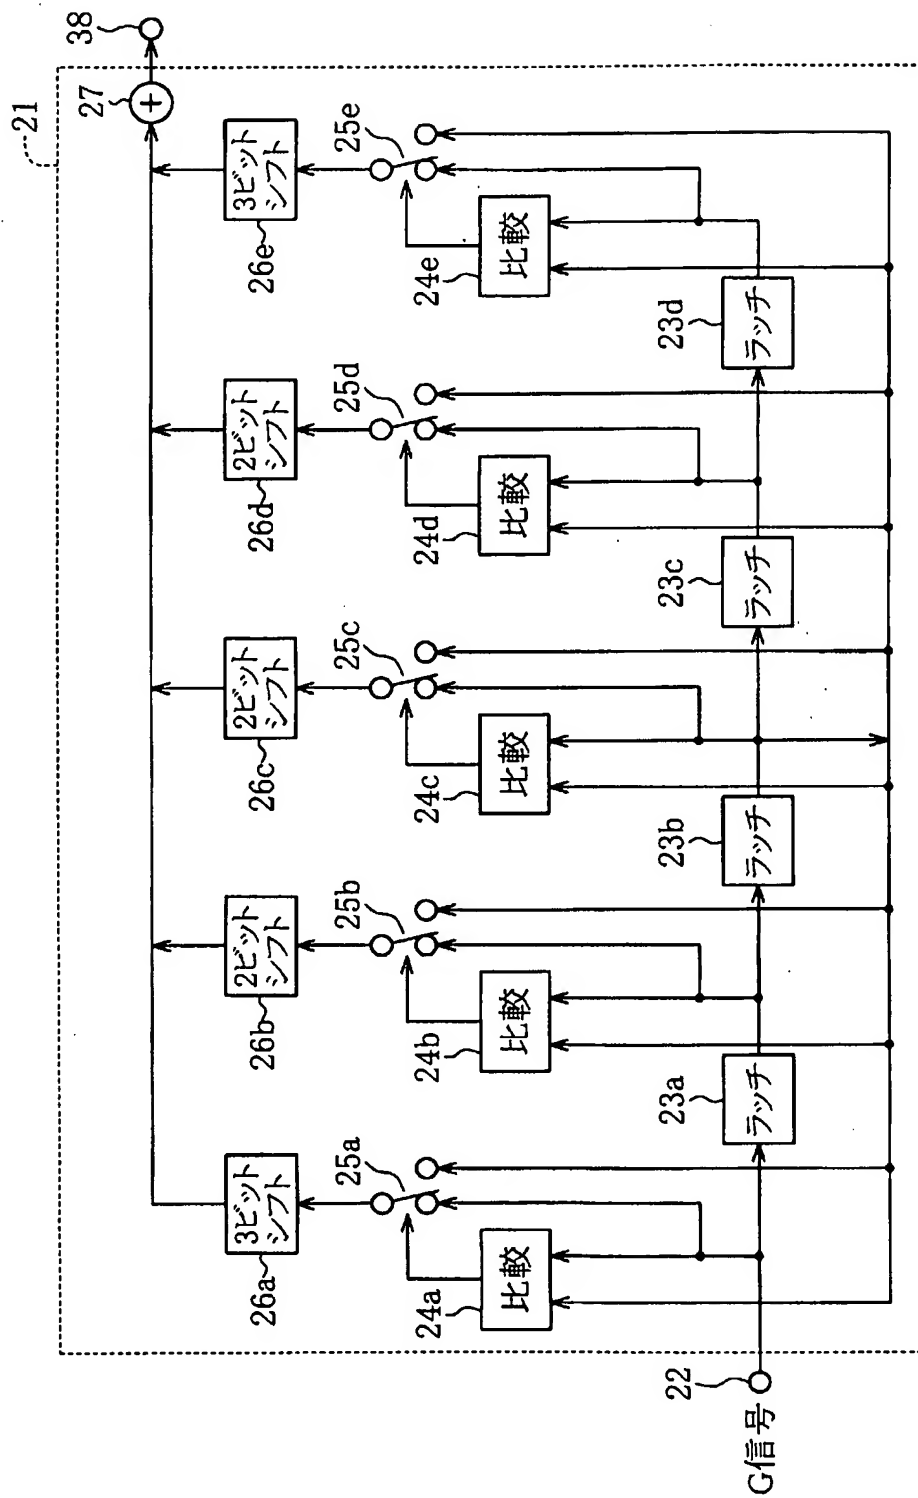 21
27
38
3ビット
シフト
26a
2ビット
シフト
26b
2ビット
シフト
26c
2ビット
シフト
26d
3ビット
シフト
26e
25a
25b
25c
25d
25e
比較
24a
比較
24b
比較
24c
比較
24d
比較
24e
ラッチ
23a
ラッチ
23b
ラッチ
23c
ラッチ
23d
22
G信号